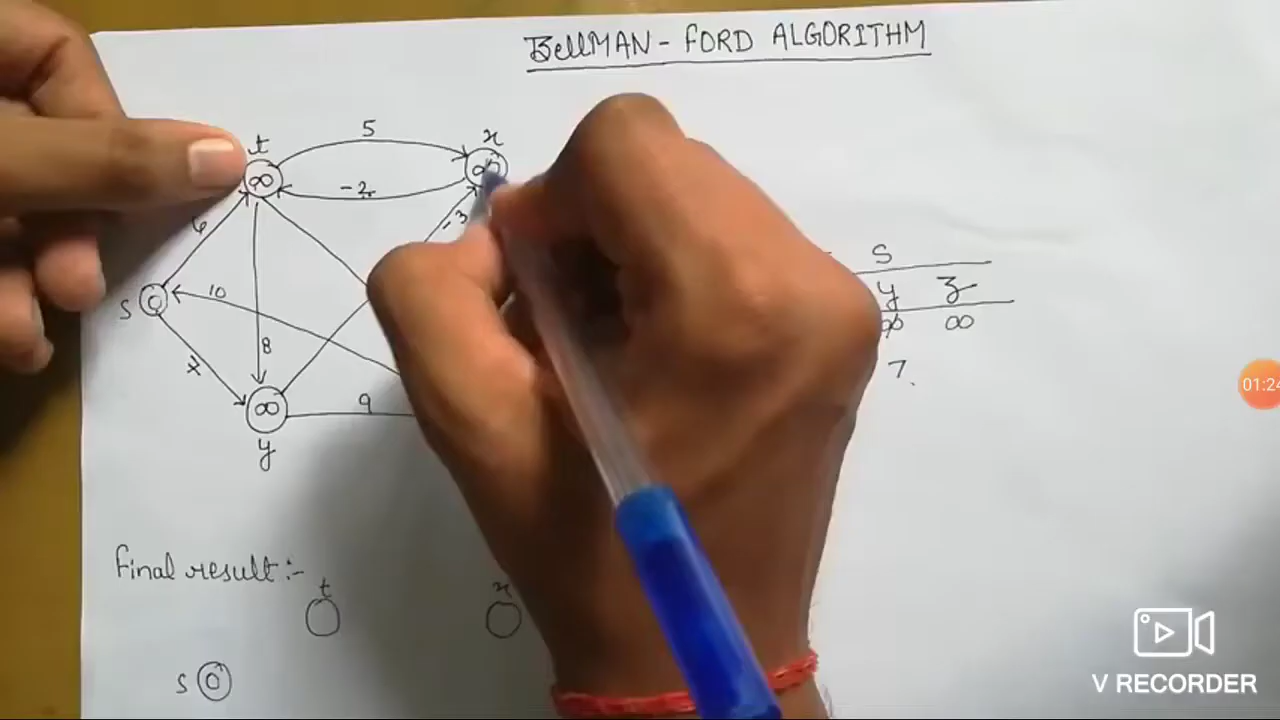 BellMAN - FORD ALGORITHM
t
5
x
∞
∞
-2
-3
6
S
y z
S
0
10
∞ ∞
8
7
7.
∞
9
y
final result :-
t
x
S 0
01:24
V RECORDER